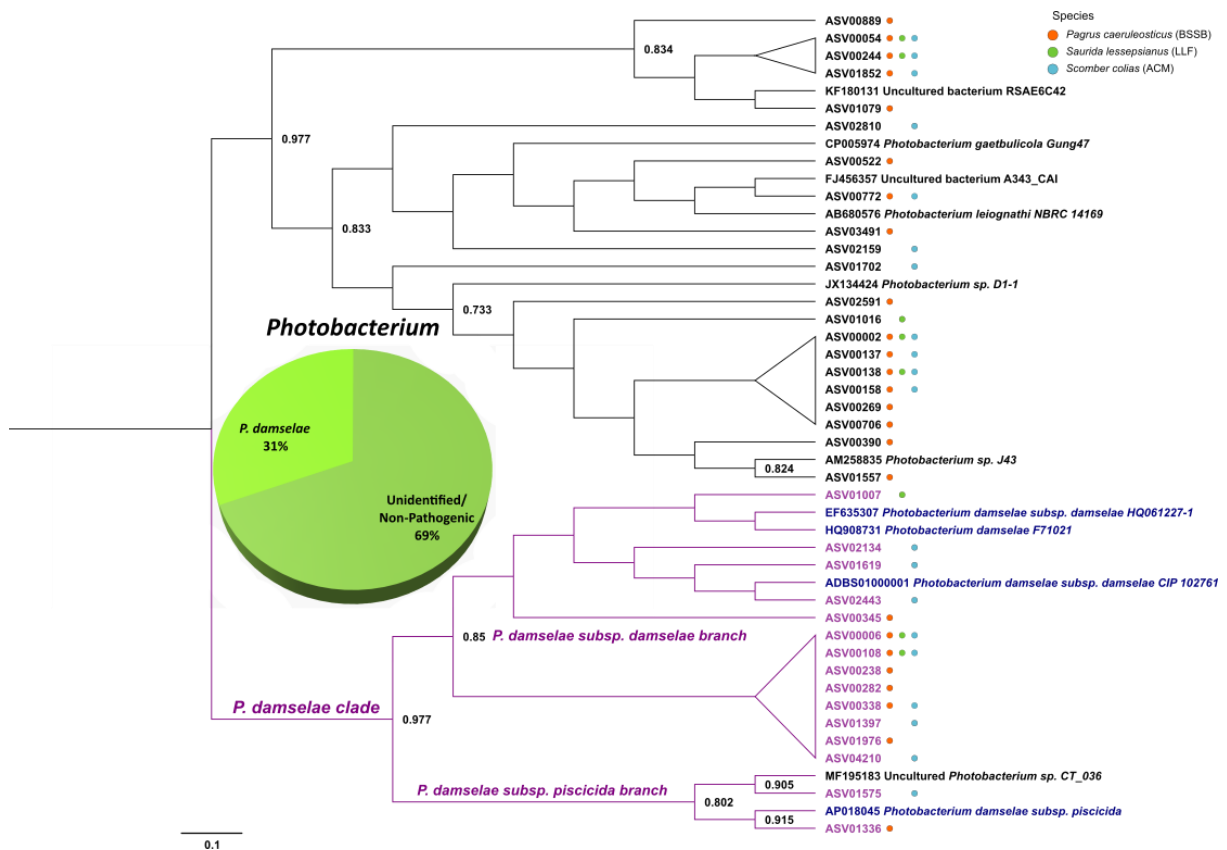 Species
Pagrus caeruleosticus (BSSB)
Saurida lessepsianus (LLF)
Scomber colias (ACM)
ASV00889
0.834
ASV00054
ASV00244
ASV01852
KF180131 Uncultured bacterium RSAE6C42
ASV01079
0.977
ASV02810
CP005974 Photobacterium gaetbulicola Gung47
ASV00522
FJ456357 Uncultured bacterium A343_CAI
ASV00772
AB680576 Photobacterium leiognathi NBRC 14169
0.833
ASV03491
ASV02159
ASV01702
JX134424 Photobacterium sp. D1-1
0.733
ASV02591
ASV01016
ASV00002
ASV00137
ASV00138
ASV00158
ASV00269
ASV00706
ASV00390
AM258835 Photobacterium sp. J43
0.824
ASV01557
Photobacterium
P. damselae
31%
Unidentified/
Non-Pathogenic
69%
ASV01007
EF635307 Photobacterium damselae subsp. damselae HQ061227-1
HQ908731 Photobacterium damselae F71021
ASV02134
ASV01619
ADBS01000001 Photobacterium damselae subsp. damselae CIP 102761
ASV02443
ASV00345
0.85
P. damselae subsp. damselae branch
ASV00006
ASV00108
ASV00238
ASV00282
ASV00338
ASV01397
ASV01976
ASV04210
P. damselae clade
0.977
P. damselae subsp. piscicida branch
MF195183 Uncultured Photobacterium sp. CT_036
0.905
ASV01575
0.802
AP018045 Photobacterium damselae subsp. piscicida
0.915
ASV01336
0.1